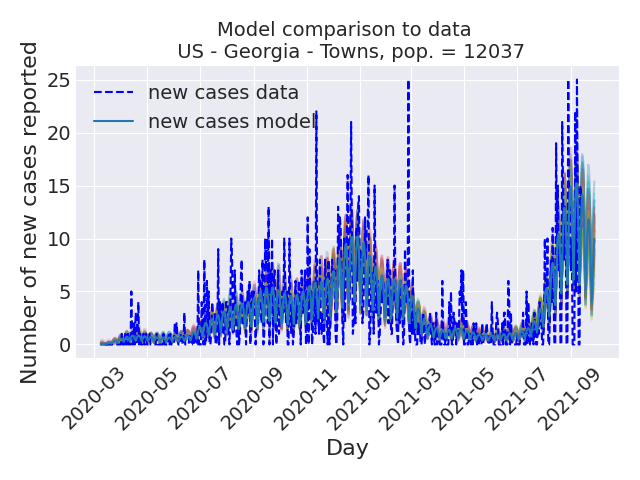 Model comparison to data
US - Georgia - Towns, pop. = 12037
Number of new cases reported
25
20
15
10
5
0
new cases data
new cases model
2020-03
2020-05
2020-07
2020-09
2020-11
2021-01
2021-03
2021-05
2021-07
2021-09
Day